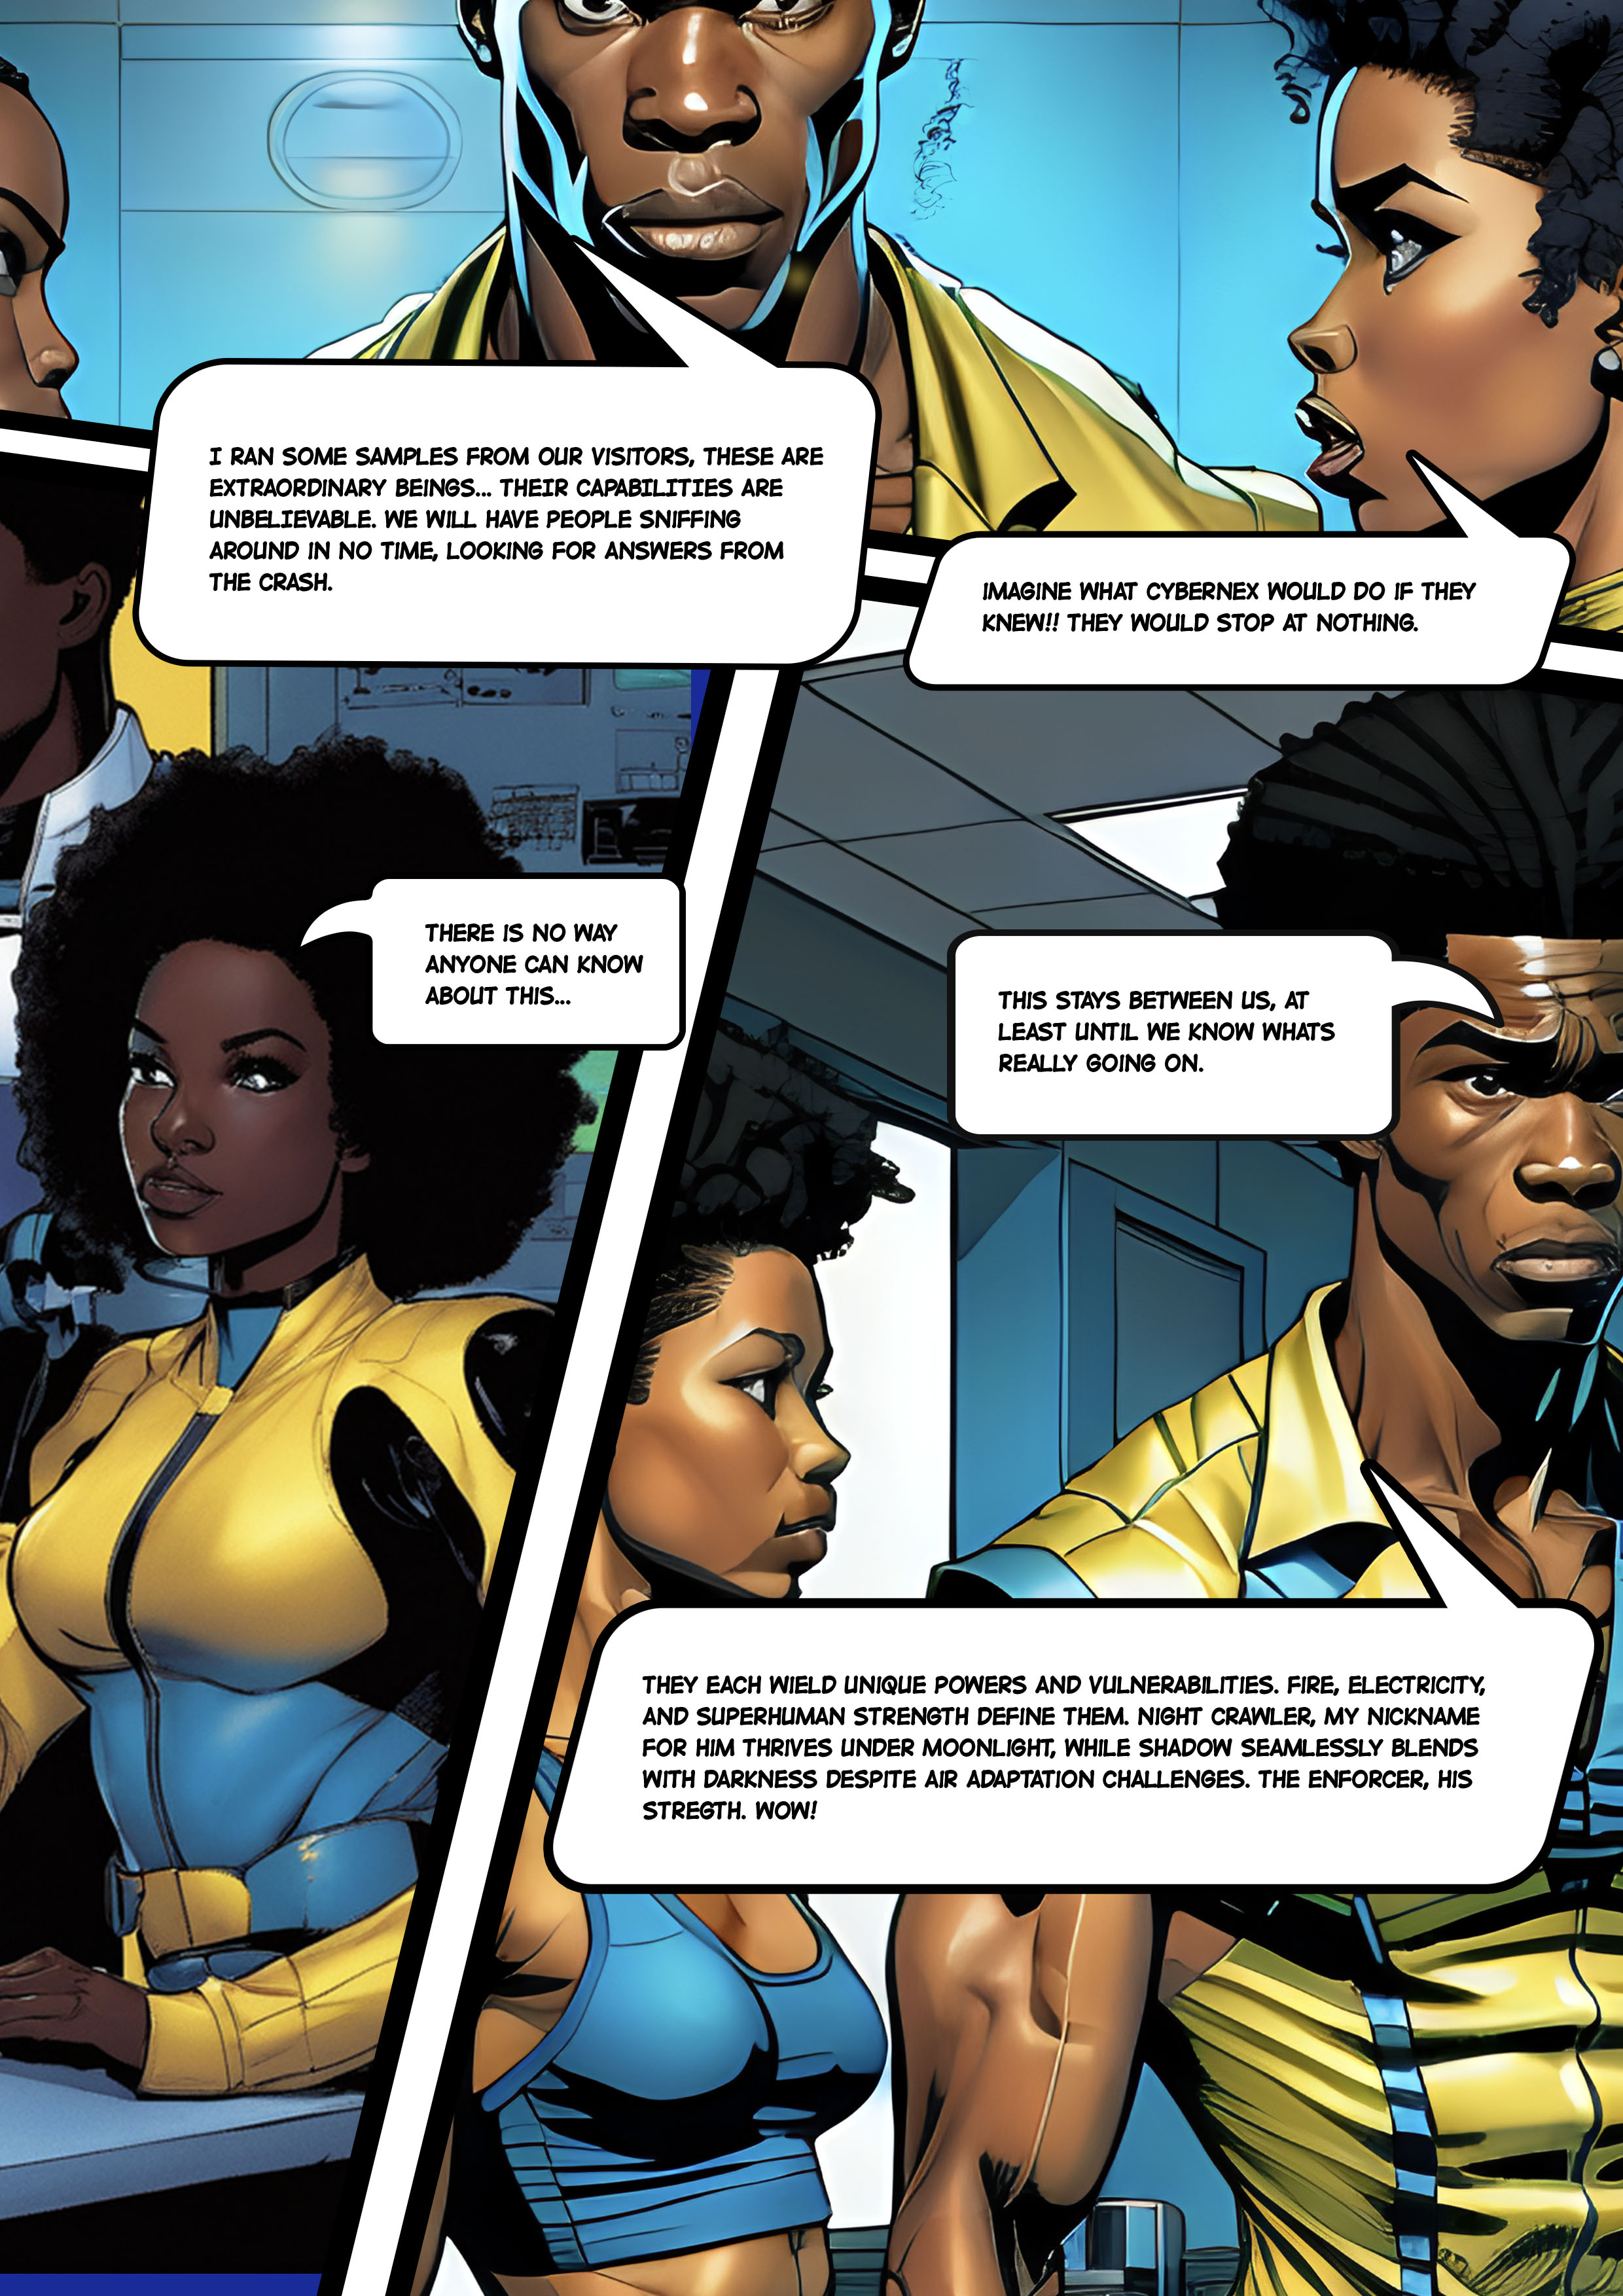 I RAN SOME SAMPLES FROM OUR VISITORS, THESE ARE
EXTRAORDINARY BEINGS... THEIR CAPABILITIES ARE
UNBELIEVABLE. WE WILL HAVE PEOPLE SNIFFING
AROUND IN NO TIME, LOOKING FOR ANSWERS FROM
THE CRASH.
IMAGINE WHAT CYBERNEX WOULD DO IF THEY
KNEW!! THEY WOULD STOP AT NOTHING.
THERE IS NO WAY
ANYONE CAN KNOW
ABOUT THIS...
THIS STAYS BETWEEN US, AT
LEAST UNTIL WE KNOW WHATS
REALLY GOING ON.
THEY EACH WIELD UNIQUE POWERS AND VULNERABILITIES. FIRE, ELECTRICITY,
AND SUPERHUMAN STRENGTH DEFINE THEM. NIGHT CRAWLER, MY NICKNAME
FOR HIM THRIVES UNDER MOONLIGHT, WHILE SHADOW SEAMLESSLY BLENDS
WITH DARKNESS DESPITE AIR ADAPTATION CHALLENGES. THE ENFORCER, HIS
STREGTH. WOW!